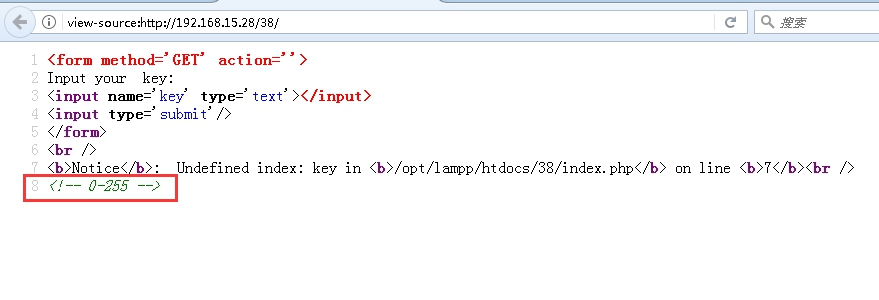 view-source:http://192.168.15.28/38/
搜索
1 <form method='GET' action=''>
2 Input your  key:
3 <input name='key' type='text'></input>
4 <input type='submit'/>
5 </form>
6 <br />
7 <b>Notice</b>:  Undefined index: key in <b>/opt/lampp/htdocs/38/index.php</b> on line <b>7</b><br />
8 <!-- 0-255 -->